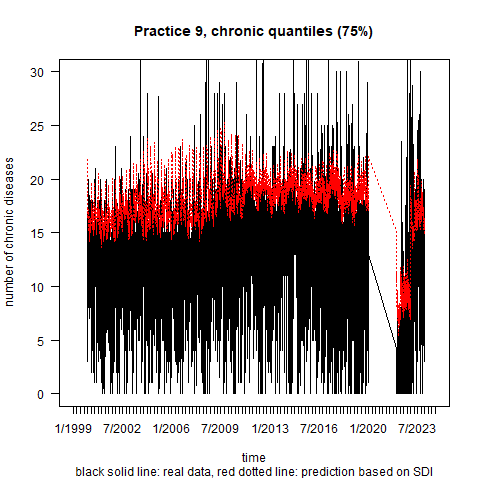 Practice 9, chronic quantiles (75%)
number of chronic diseases
30
25
20
15
10
5
0
1/1999 7/2002 1/2006 7/2009 1/2013 7/2016 1/2020 7/2023
time
black solid line: real data, red dotted line: prediction based on SDI